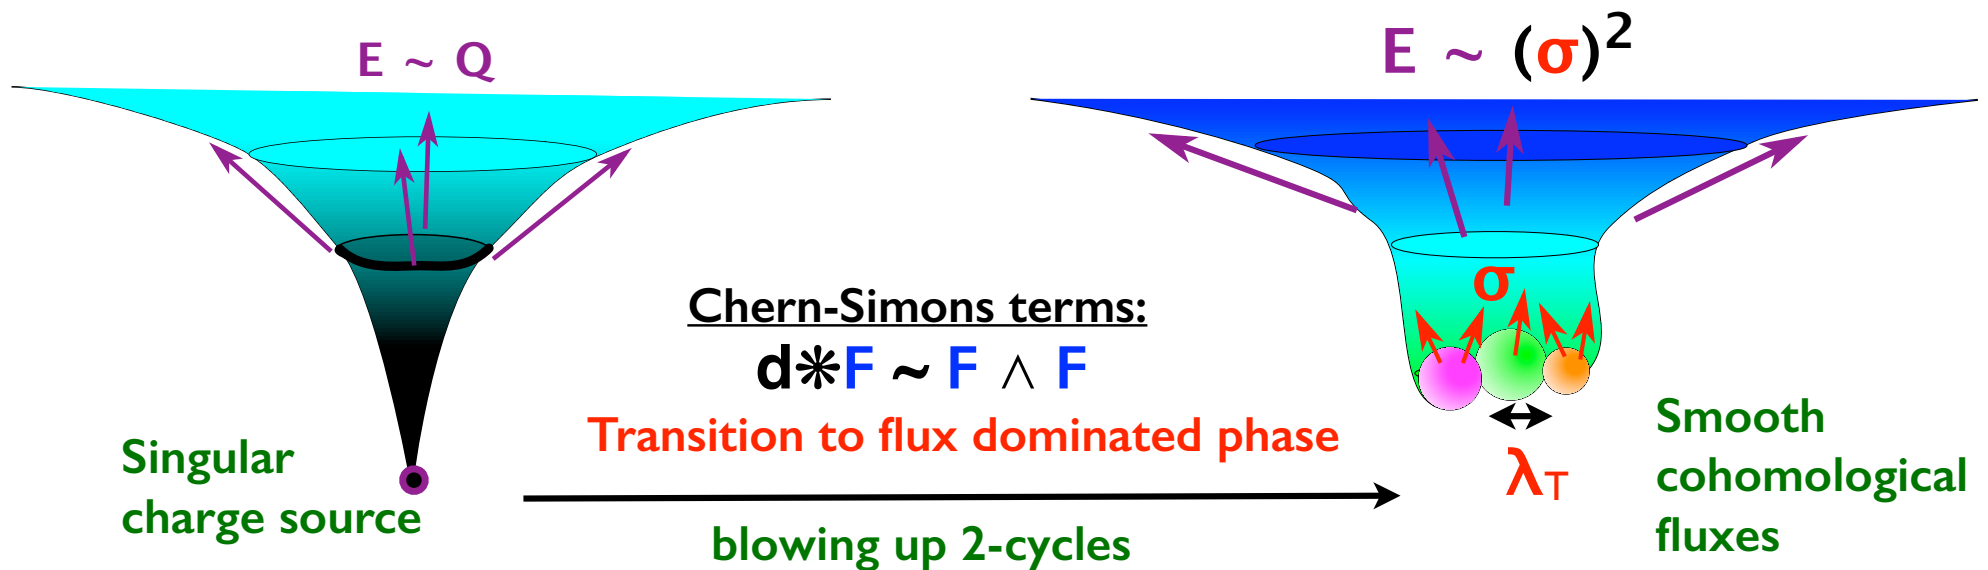 E ~ Q
E ~ (σ)²
σ
Chern-Simons terms:
d❋F ~ F ∧ F
Transition to flux dominated phase
Singular
charge source
blowing up 2-cycles
λ_T
Smooth
cohomological
fluxes